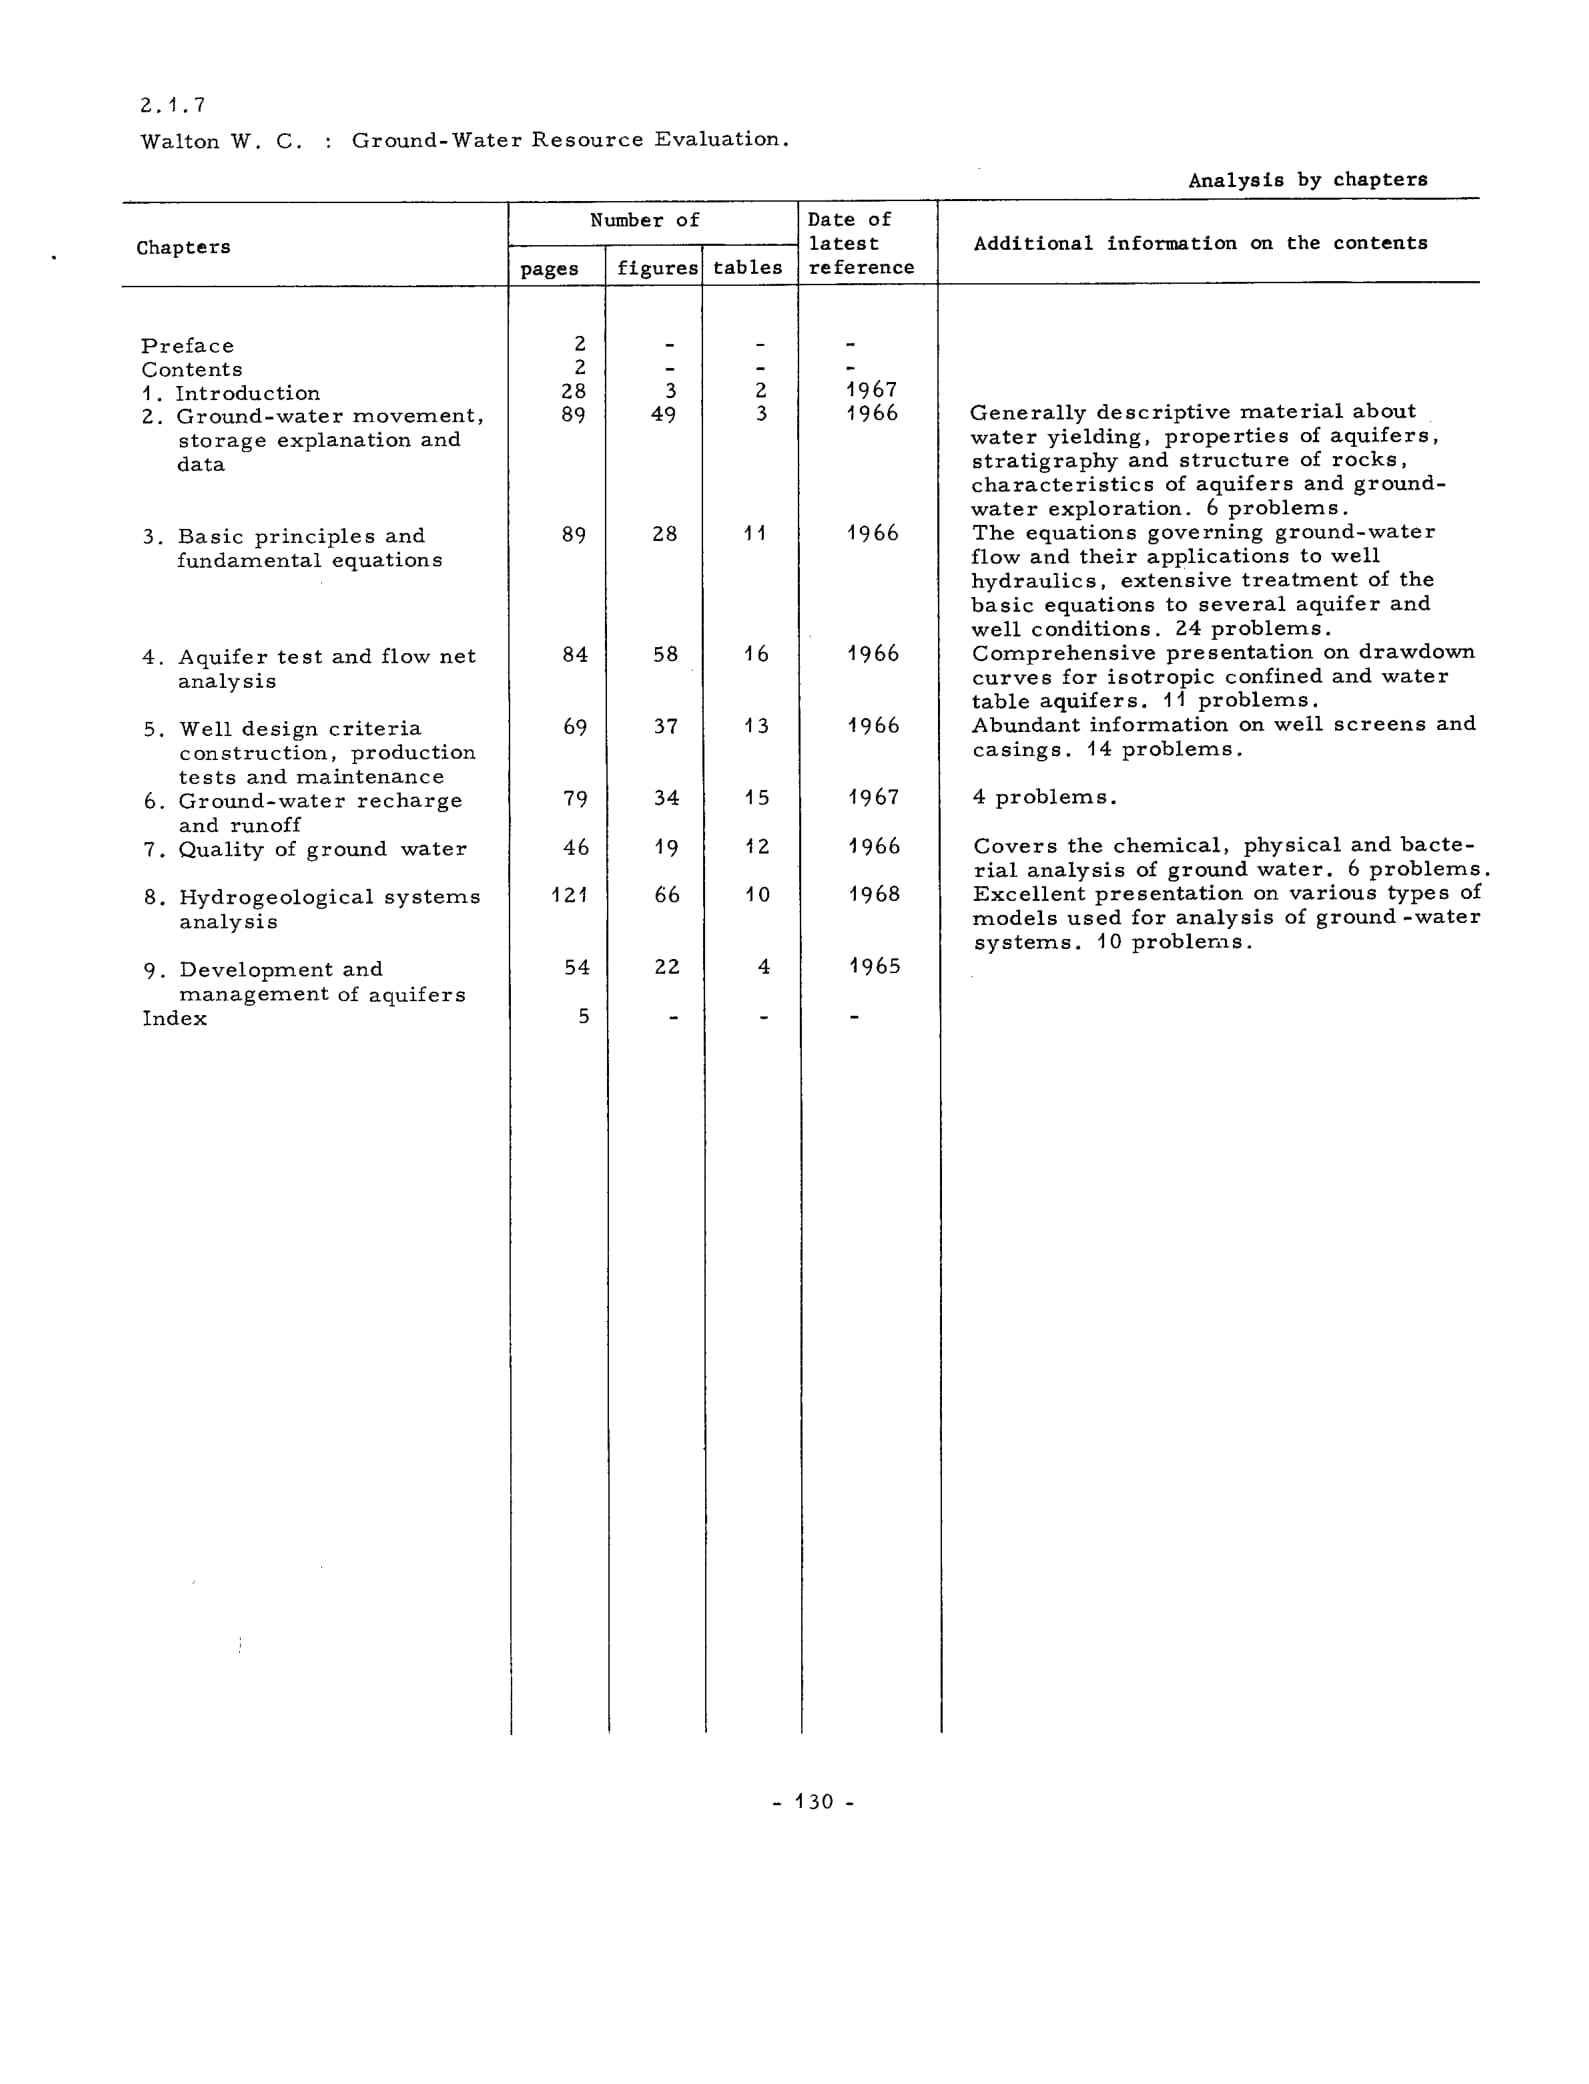 2.1.7
Walton W. C. : Ground-Water Resource Evaluation.
Analysis by chapters
Chapters
Number of
pages figures tables
Date of
latest
reference
Additional information on the contents
Preface 2 - - -
Contents 2 - - -
1. Introduction 28 3 2 1967
2. Ground-water movement, 89 49 3 1966 Generally descriptive material about
storage explanation and water yielding, properties of aquifers,
data stratigraphy and structure of rocks,
characteristics of aquifers and ground-
water exploration. 6 problems.
3. Basic principles and 89 28 11 1966 The equations governing ground-water
fundamental equations flow and their applications to well
hydraulics, extensive treatment of the
basic equations to several aquifer and
well conditions. 24 problems.
4. Aquifer test and flow net 84 58 16 1966 Comprehensive presentation on drawdown
analysis curves for isotropic confined and water
table aquifers. 11 problems.
5. Well design criteria 69 37 13 1966 Abundant information on well screens and
construction, production casings. 14 problems.
tests and maintenance
6. Ground-water recharge 79 34 15 1967 4 problems.
and runoff
7. Quality of ground water 46 19 12 1966 Covers the chemical, physical and bacte-
rial analysis of ground water. 6 problems.
8. Hydrogeological systems 121 66 10 1968 Excellent presentation on various types of
analysis models used for analysis of ground-water
systems. 10 problems.
9. Development and 54 22 4 1965
management of aquifers
Index 5 - - -
- 130 -